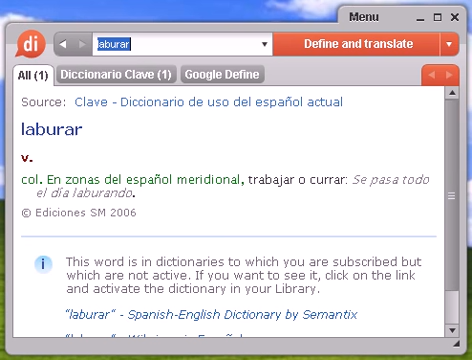 Menu
di
laburar
Define and translate
All (1)
Diccionario Clave (1)
Google Define
Source: Clave - Diccionario de uso del español actual
laburar
v.
col. En zonas del español meridional, trabajar o currar: Se pasa todo
el día laburando.
© Ediciones SM 2006
i
This word is in dictionaries to which you are subscribed but
which are not active. If you want to see it, click on the link
and activate the dictionary in your Library.
"laburar" - Spanish-English Dictionary by Semantix